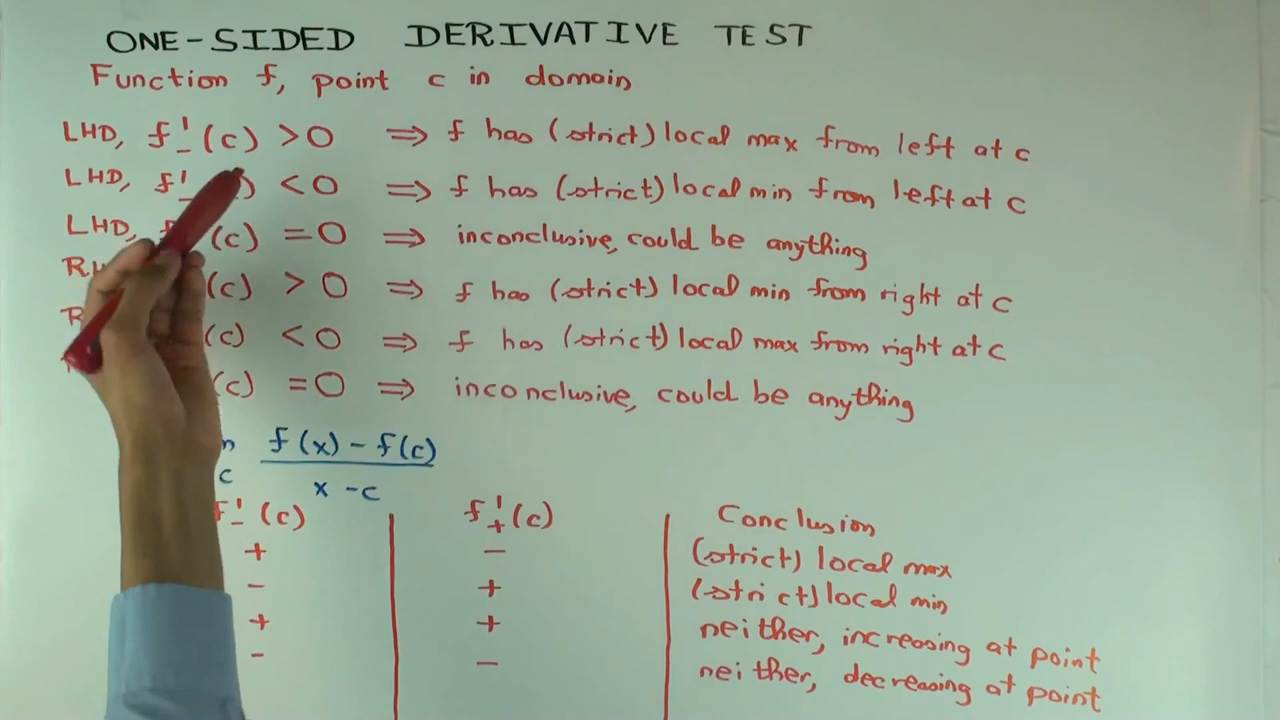 ONE-SIDED DERIVATIVE TEST
Function f, point c in domain
LHD, f'₋(c) > 0 ⇒ f has (strict) local max from left at c
LHD, f'₋ ) < 0 ⇒ f has (strict) local min from left at c
LHD, (c) = 0 ⇒ inconclusive, could be anything
(c) > 0 ⇒ f has (strict) local min from right at c
(c) < 0 ⇒ f has (strict) local max from right at c
(c) = 0 ⇒ inconclusive, could be anything
f(x) - f(c)
c x - c
f'₋(c) f'₊(c) Conclusion
+ − (strict) local max
− + (strict) local min
+ + neither, increasing at point
− − neither, decreasing at point